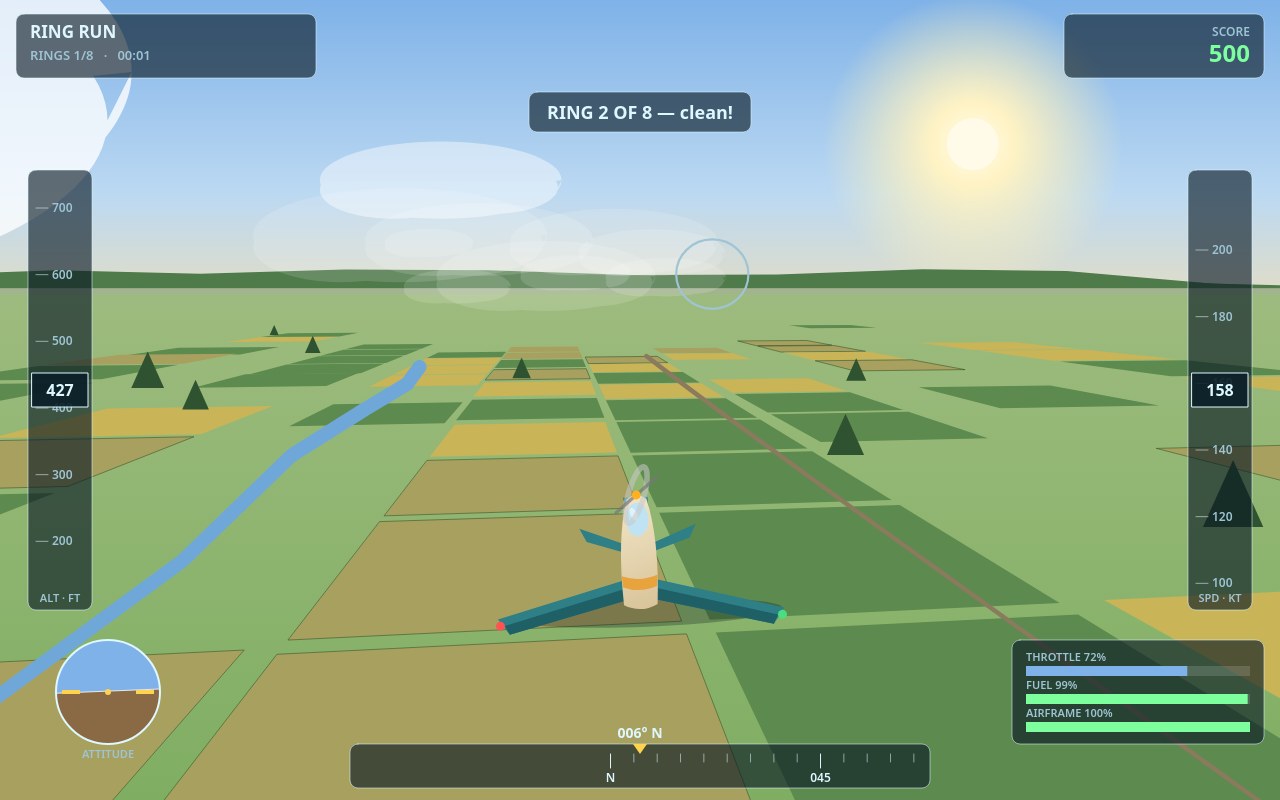 RING RUN
RINGS 1/8 · 00:01
SCORE
500
RING 2 OF 8 — clean!
700
600
500
427
400
300
200
ALT · FT
200
180
158
140
120
100
SPD · KT
THROTTLE 72%
FUEL 99%
AIRFRAME 100%
ATTITUDE
006° N
N
045